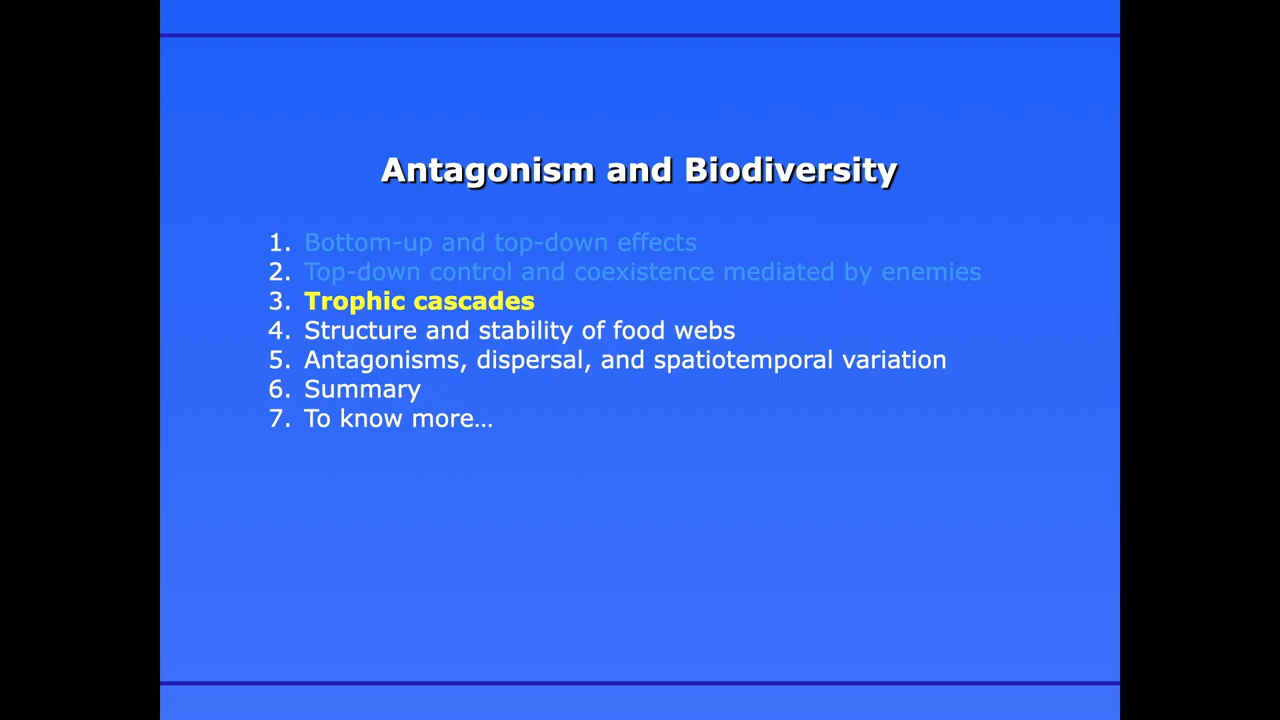 Antagonism and Biodiversity
1. Bottom-up and top-down effects
2. Top-down control and coexistence mediated by enemies
3. Trophic cascades
4. Structure and stability of food webs
5. Antagonisms, dispersal, and spatiotemporal variation
6. Summary
7. To know more…